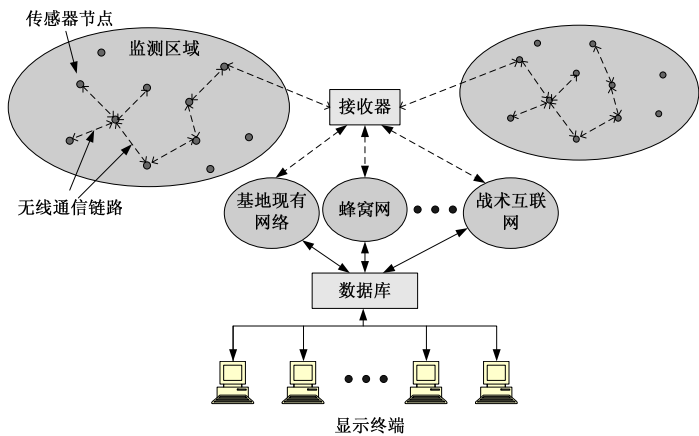 传感器节点
监测区域
接收器
无线通信链路
基地现有
网络
蜂窝网
战术互联
网
数据库
显示终端